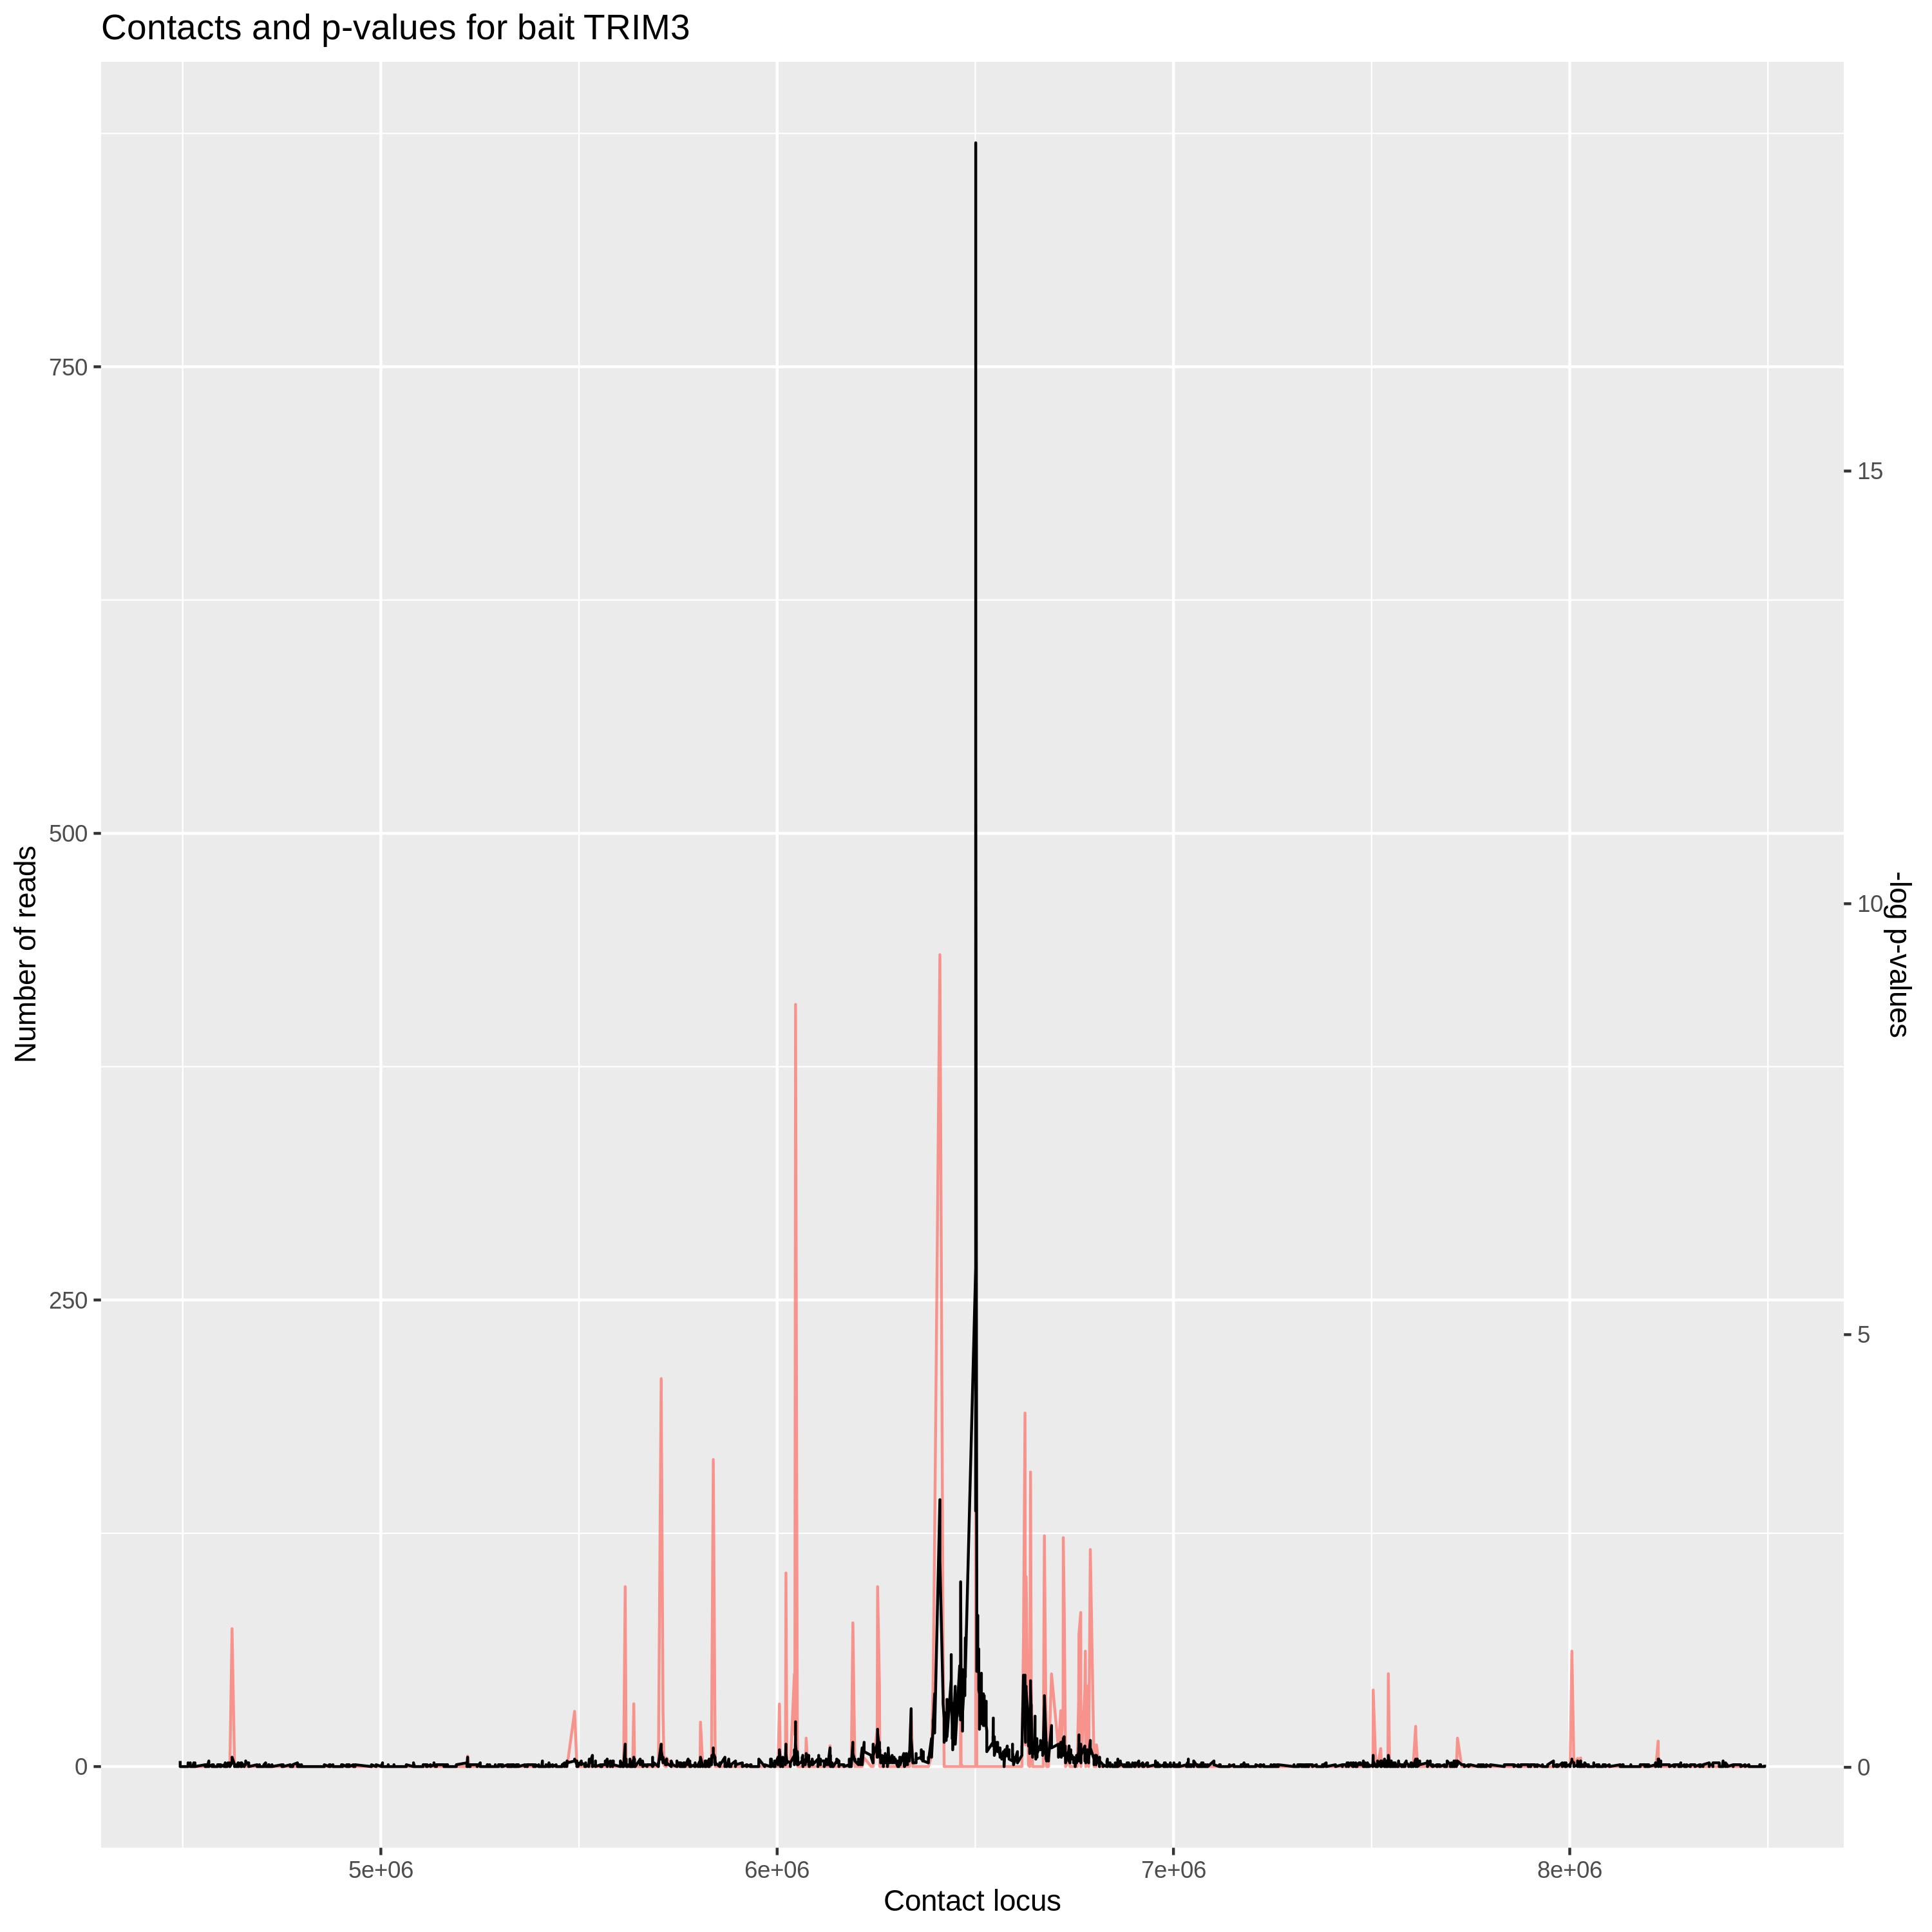 Contacts and p-values for bait TRIM3
Number of reads
750
500
250
0
15
10
5
0
-log p-values
5e+06
6e+06
7e+06
8e+06
Contact locus